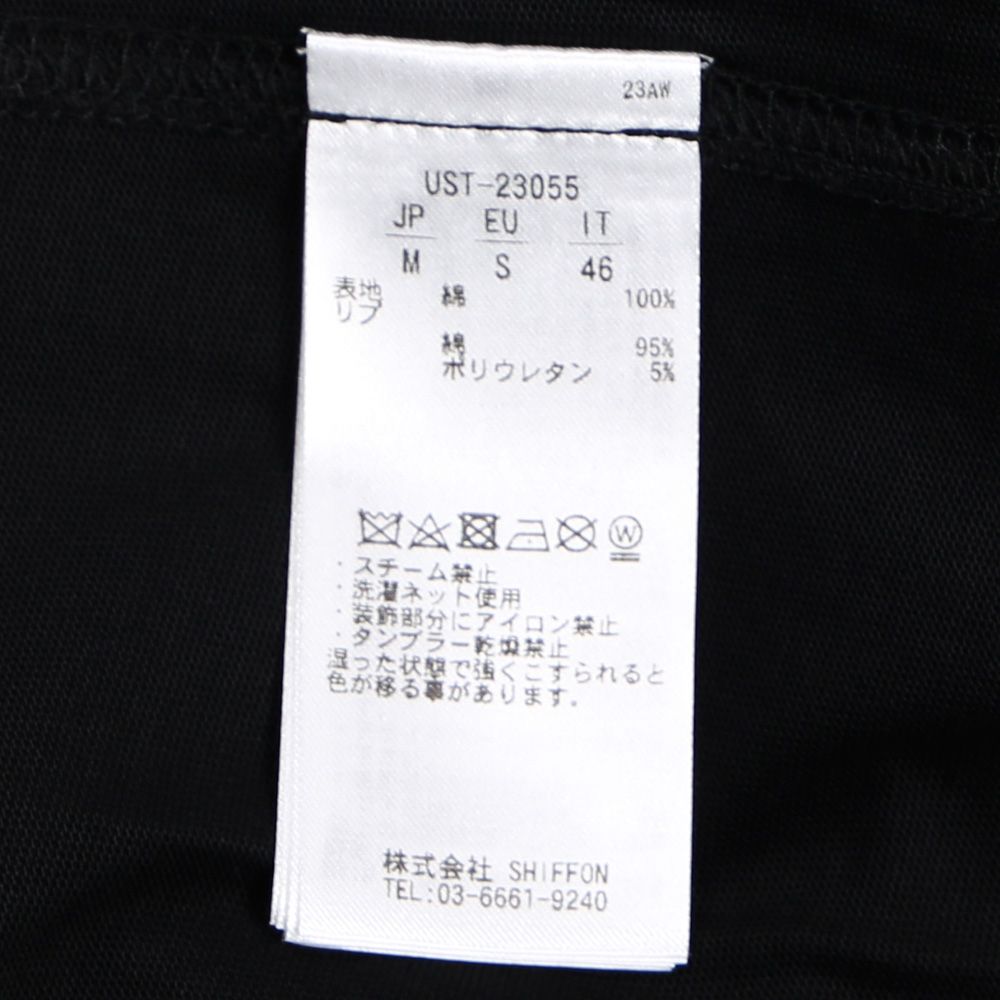 23AW
UST-23055
JP EU IT
M S 46
表地 綿 100%
リブ
綿 95%
ポリウレタン 5%
W
・スチーム禁止
・洗濯ネット使用
・装飾部分にアイロン禁止
・タンブラー乾燥禁止
湿った状態で強くこすられると
色が移る事があります。
株式会社 SHIFFON
TEL:03-6661-9240